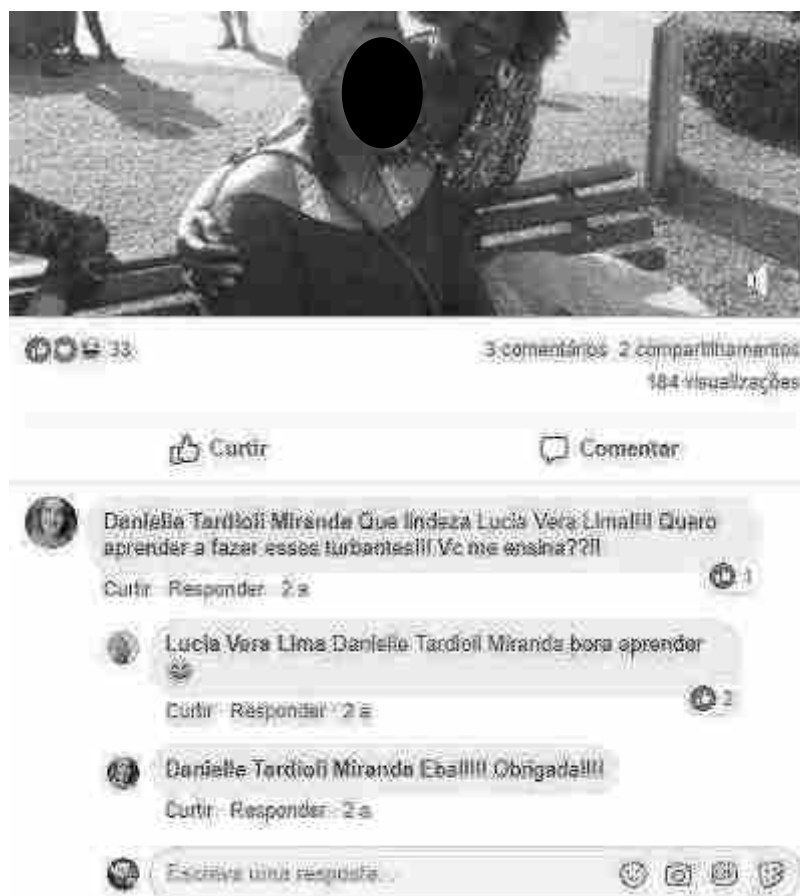 33
3 comentários 2 compartilhamentos
184 visualizações
Curtir
Comentar
Danielle Tardioli Miranda Que lindeza Lucia Vera Lima!!!! Quero
aprender a fazer esses turbantes!!! Vc me ensina??!!
1
Curtir Responder 2 a
Lucia Vera Lima Danielle Tardioli Miranda bora aprender
2
Curtir · Responder · 2 a
Danielle Tardioli Miranda Eba!!!!! Obrigada!!!!
Curtir · Responder · 2 a
Escreva uma resposta...